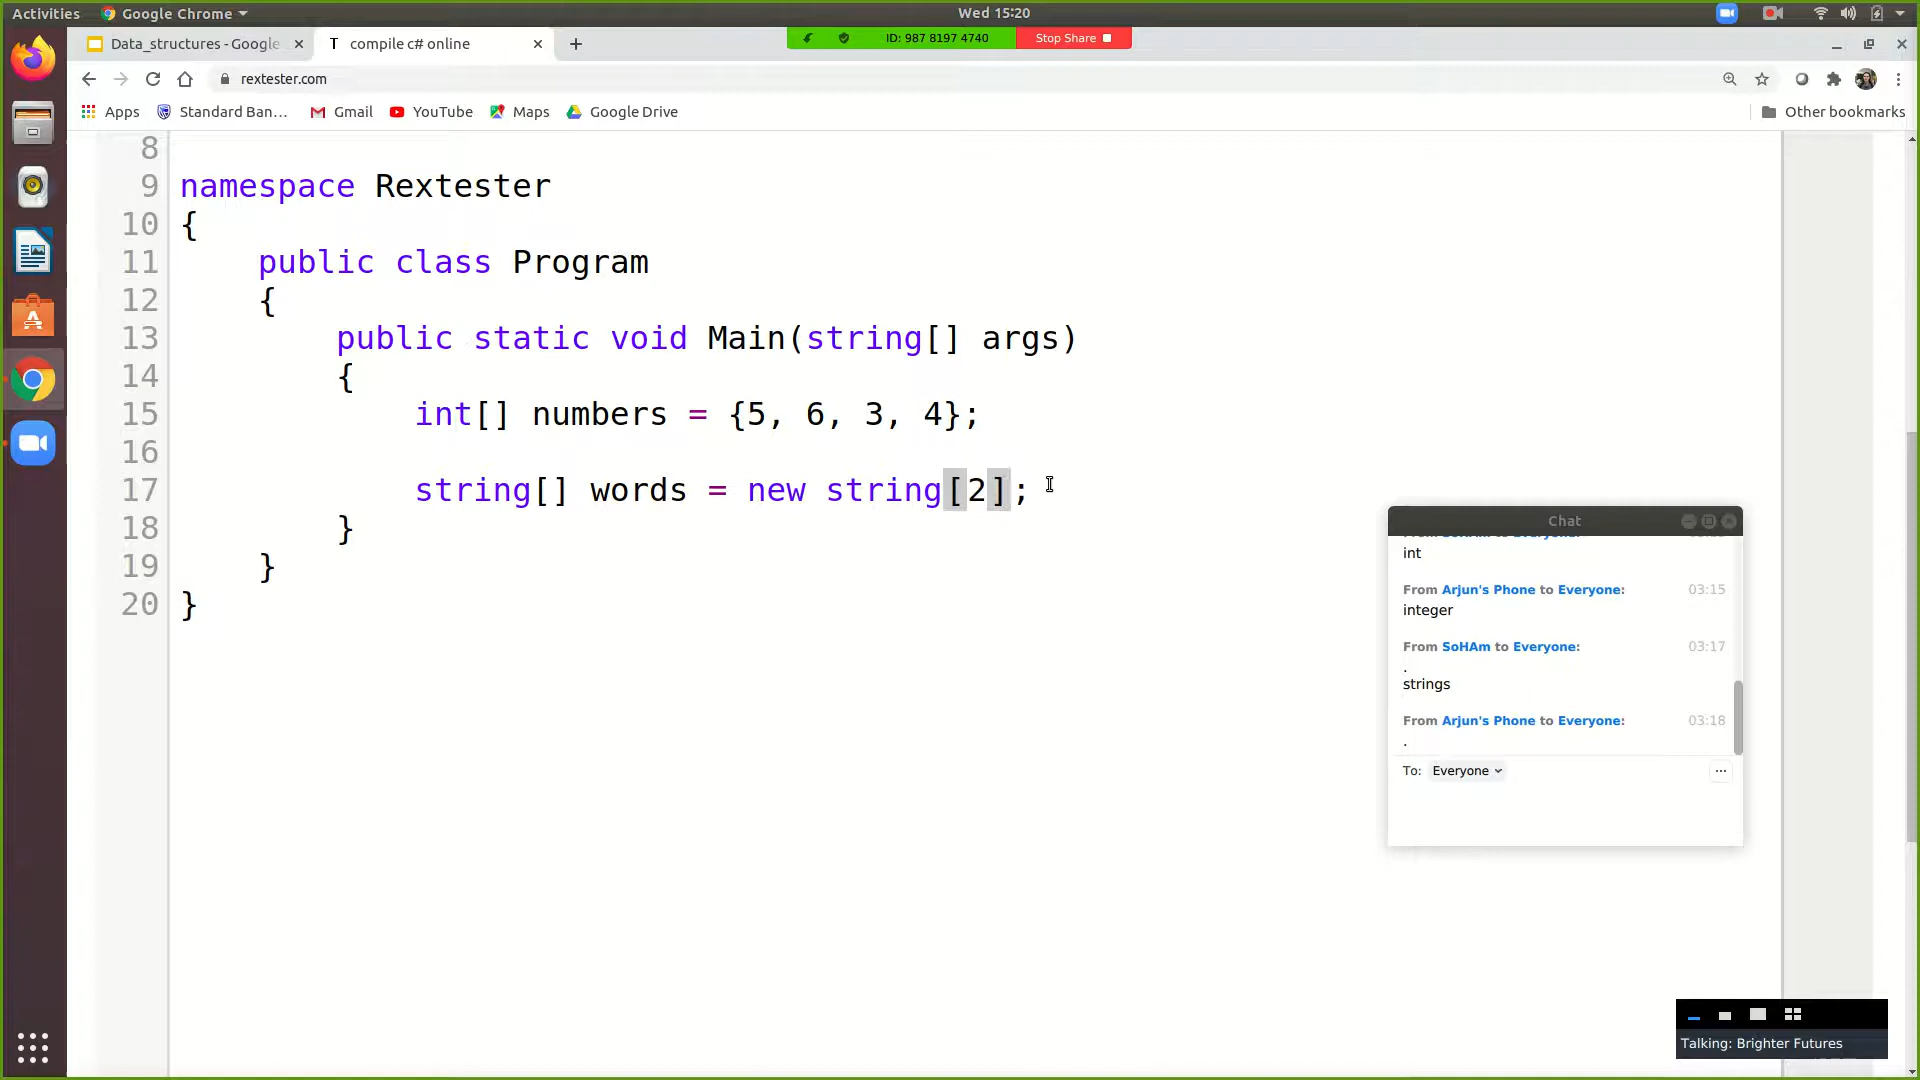 Activities
Google Chrome
Wed 15:20
Data_structures - Google
compile c# online
ID: 987 8197 4740
Stop Share
rextester.com
Apps
Standard Ban...
Gmail
YouTube
Maps
Google Drive
Other bookmarks
8
9 namespace Rextester
10 {
11 public class Program
12 {
13 public static void Main(string[] args)
14 {
15 int[] numbers = {5, 6, 3, 4};
16
17 string[] words = new string[2];
18 }
19 }
20 }
Chat
int
From Arjun's Phone to Everyone: 03:15
integer
From SoHAm to Everyone: 03:17
.
strings
From Arjun's Phone to Everyone: 03:18
.
To: Everyone
...
Talking: Brighter Futures